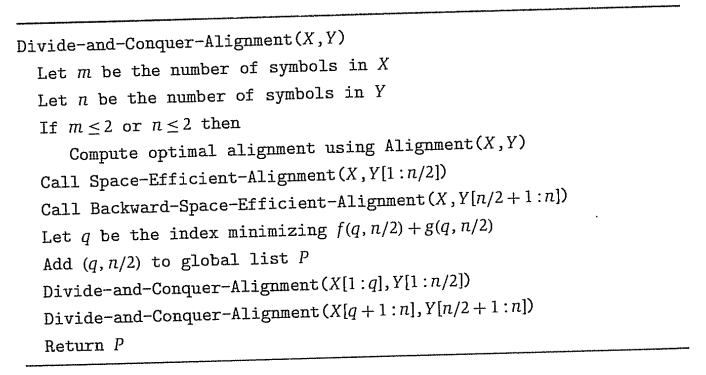 Divide-and-Conquer-Alignment(X,Y)
Let m be the number of symbols in X
Let n be the number of symbols in Y
If m ≤ 2 or n ≤ 2 then
Compute optimal alignment using Alignment(X,Y)
Call Space-Efficient-Alignment(X,Y[1:n/2])
Call Backward-Space-Efficient-Alignment(X,Y[n/2+1:n])
Let q be the index minimizing f(q,n/2)+g(q,n/2)
Add (q,n/2) to global list P
Divide-and-Conquer-Alignment(X[1:q],Y[1:n/2])
Divide-and-Conquer-Alignment(X[q+1:n],Y[n/2+1:n])
Return P